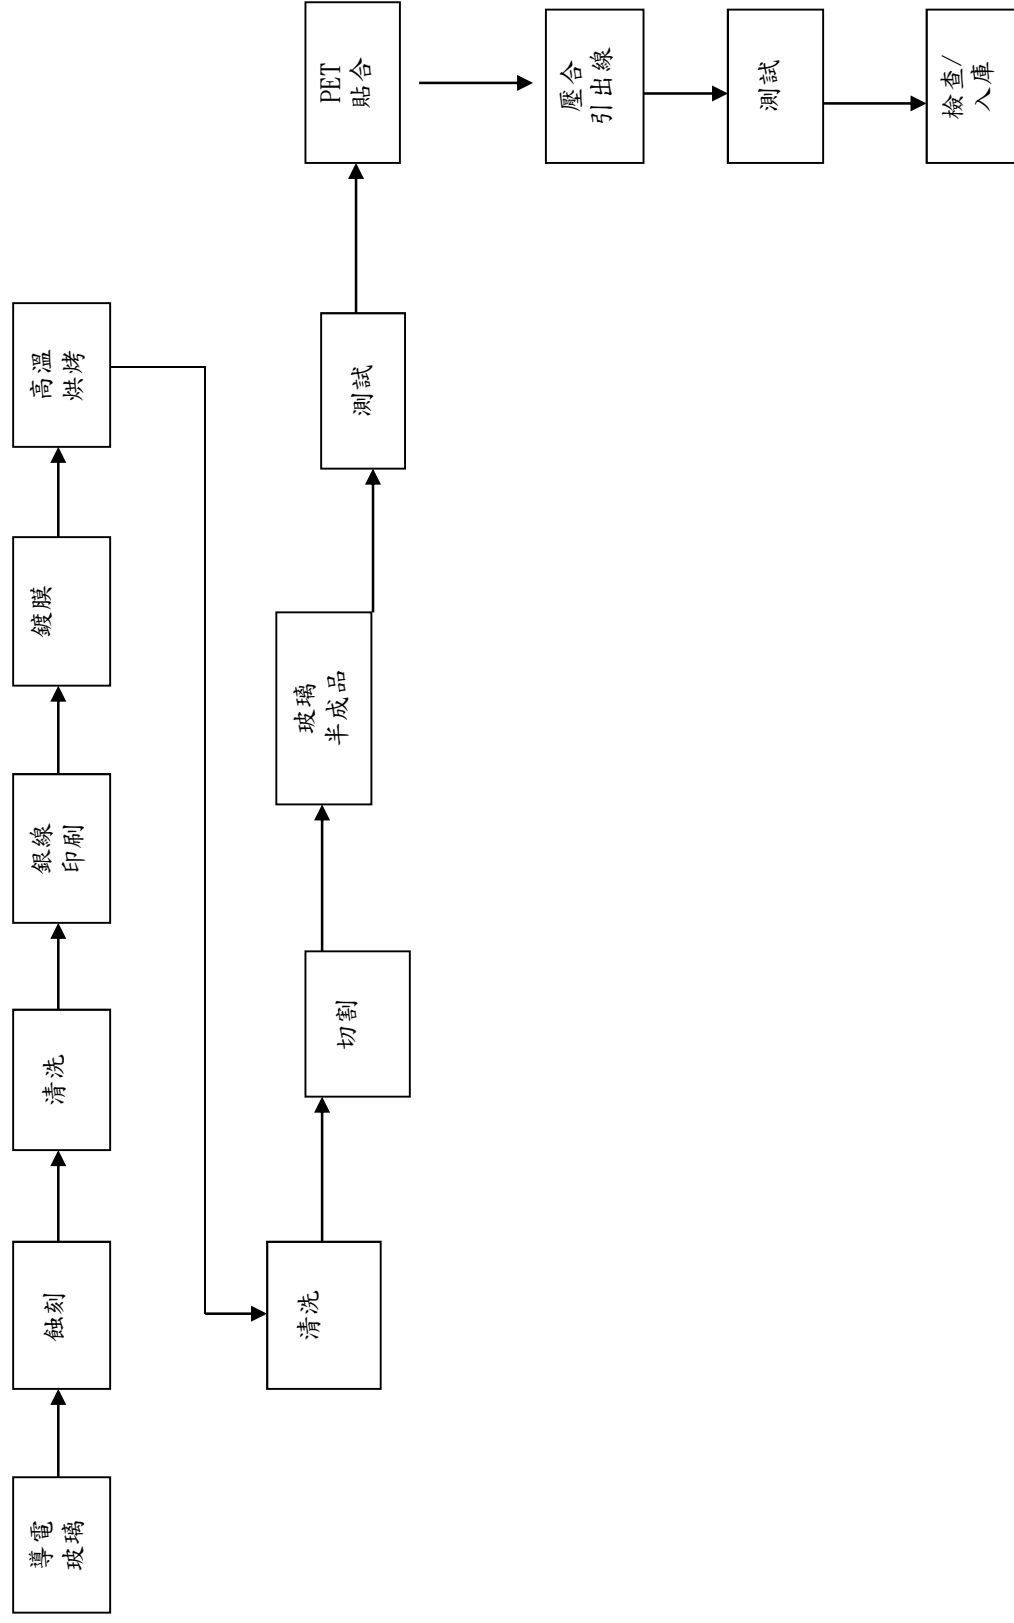 導電
玻璃
蝕刻
清洗
銀線
印刷
鍍膜
高溫
烘烤
清洗
切割
玻璃
半成品
測試
PET
貼合
壓合
引出線
測試
檢查/
入庫